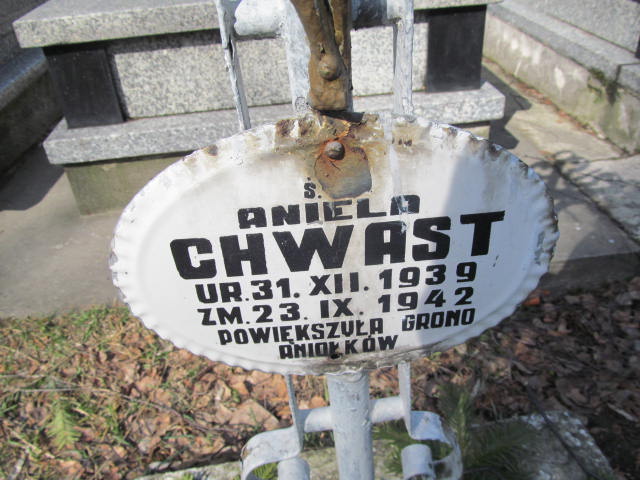 Ś.
ANIELA
CHWAST
UR. 31. XII. 1939
ZM. 23. IX. 1942
POWIĘKSZUŁA GRONO
ANIOŁKÓW